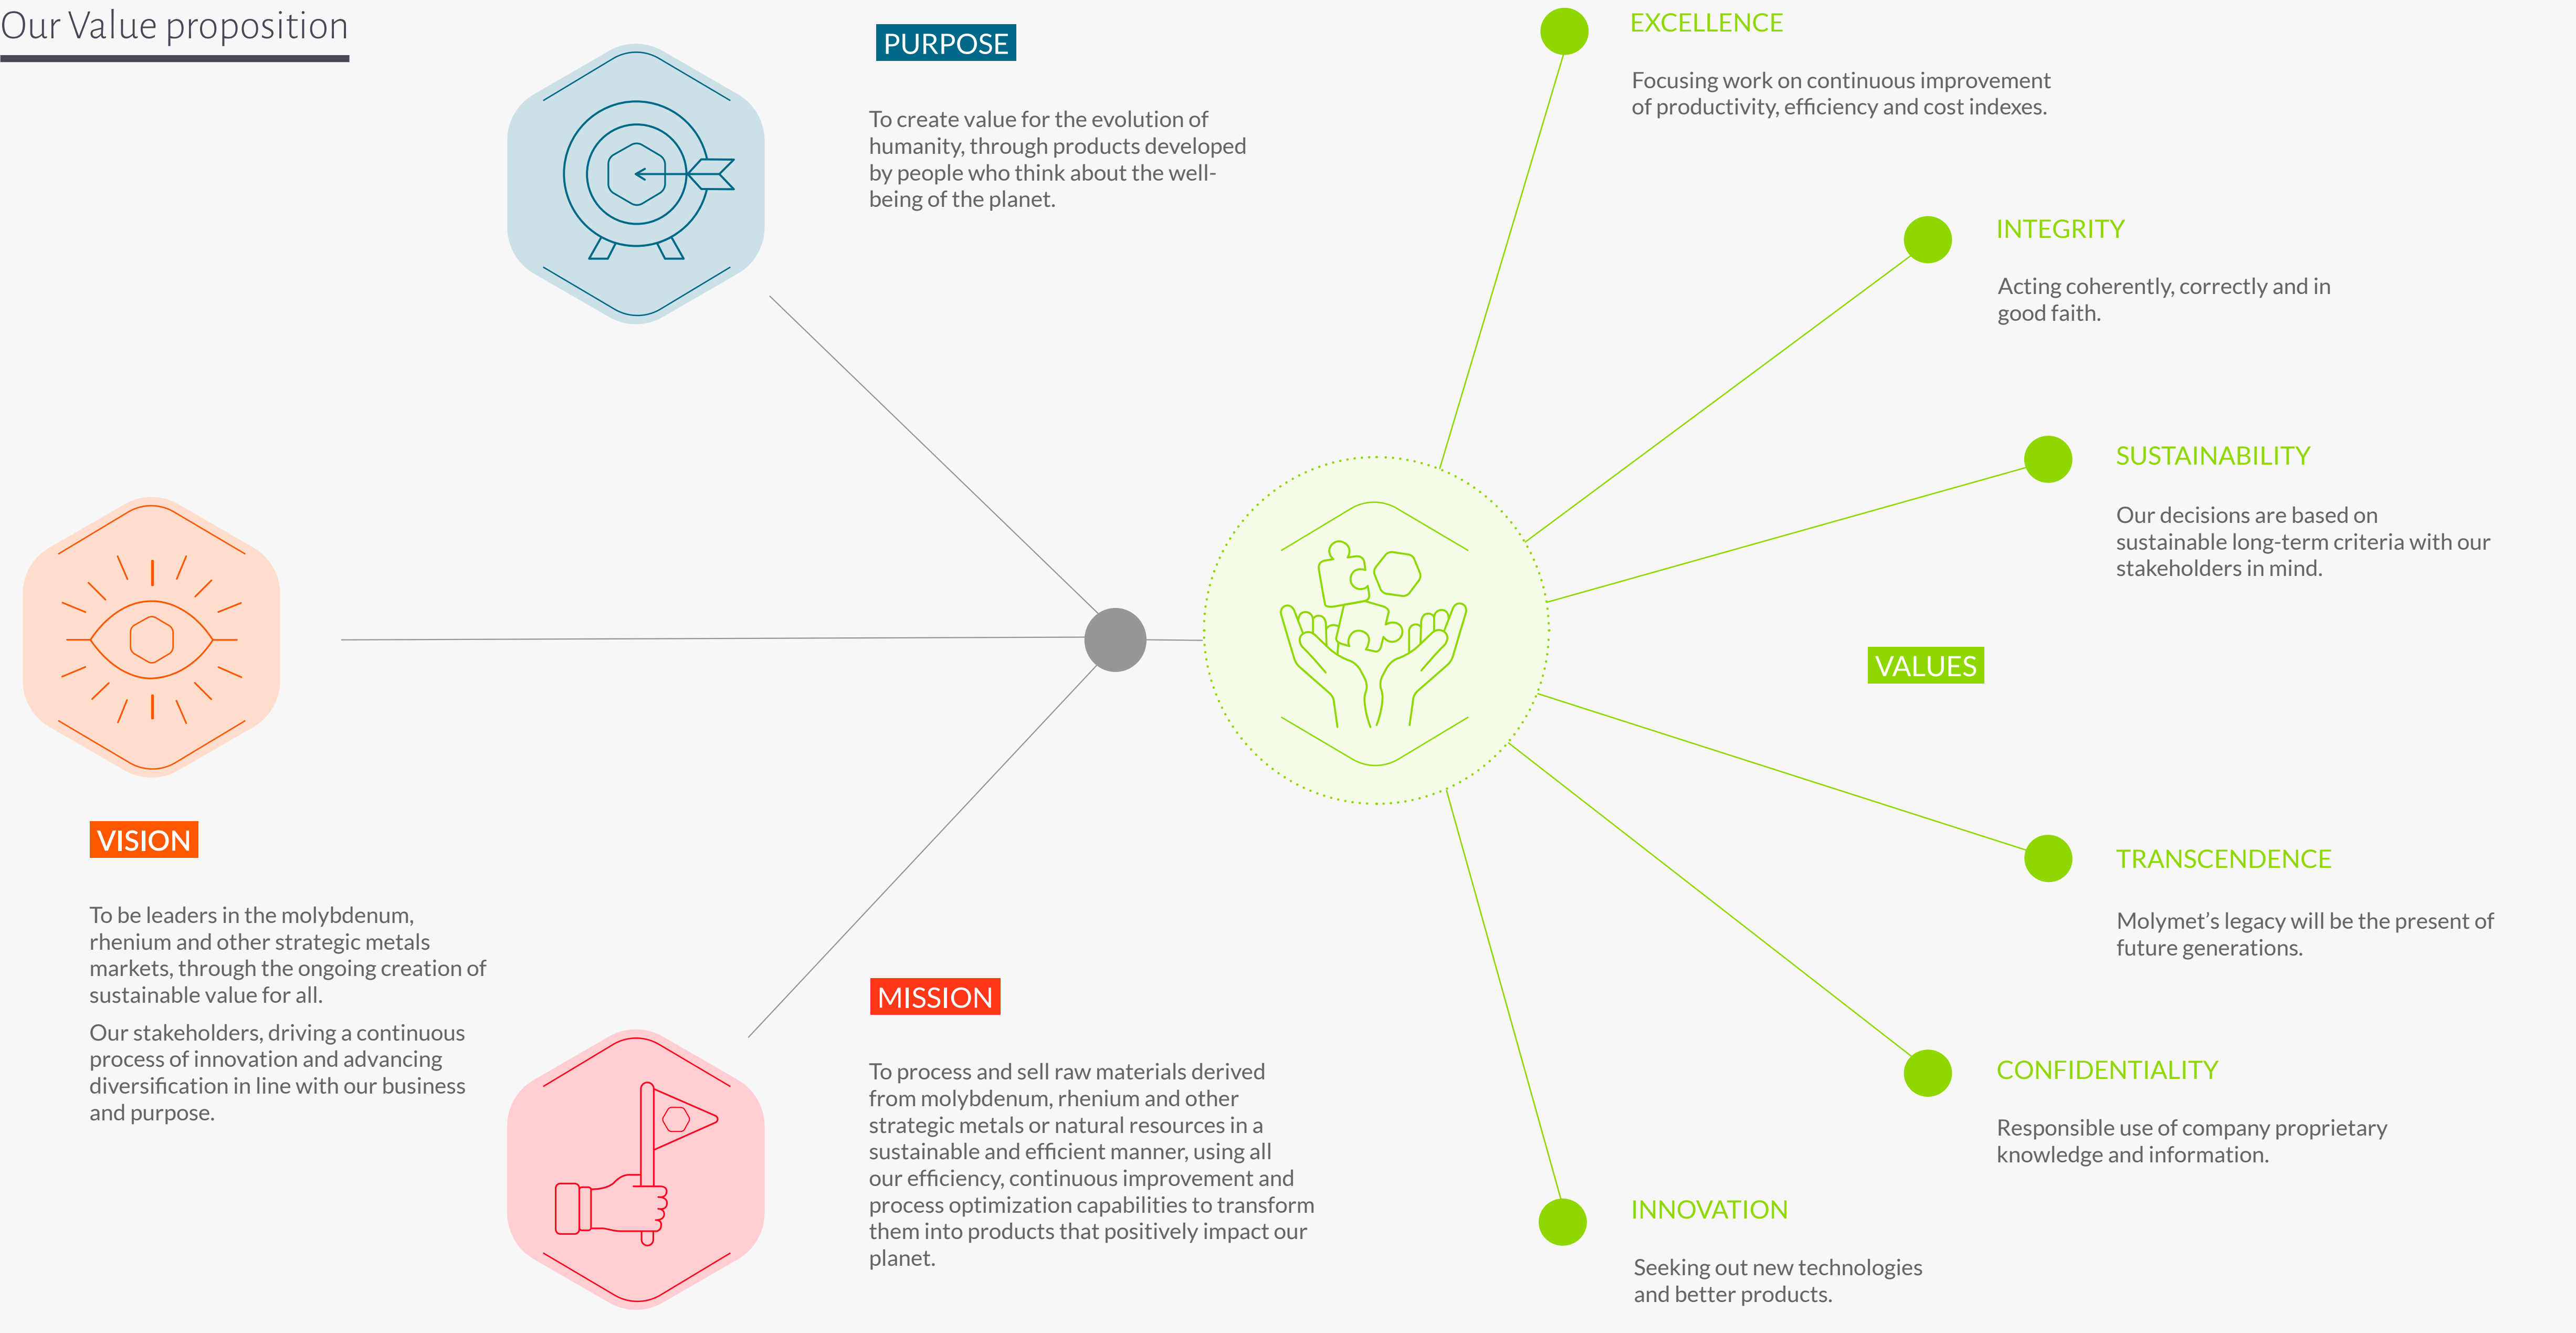 Our Value proposition
PURPOSE
To create value for the evolution of
humanity, through products developed
by people who think about the well-
being of the planet.
VISION
To be leaders in the molybdenum,
rhenium and other strategic metals
markets, through the ongoing creation of
sustainable value for all.
Our stakeholders, driving a continuous
process of innovation and advancing
diversification in line with our business
and purpose.
MISSION
To process and sell raw materials derived
from molybdenum, rhenium and other
strategic metals or natural resources in a
sustainable and efficient manner, using all
our efficiency, continuous improvement and
process optimization capabilities to transform
them into products that positively impact our
planet.
VALUES
EXCELLENCE
Focusing work on continuous improvement
of productivity, efficiency and cost indexes.
INTEGRITY
Acting coherently, correctly and in
good faith.
SUSTAINABILITY
Our decisions are based on
sustainable long-term criteria with our
stakeholders in mind.
TRANSCENDENCE
Molymet’s legacy will be the present of
future generations.
CONFIDENTIALITY
Responsible use of company proprietary
knowledge and information.
INNOVATION
Seeking out new technologies
and better products.